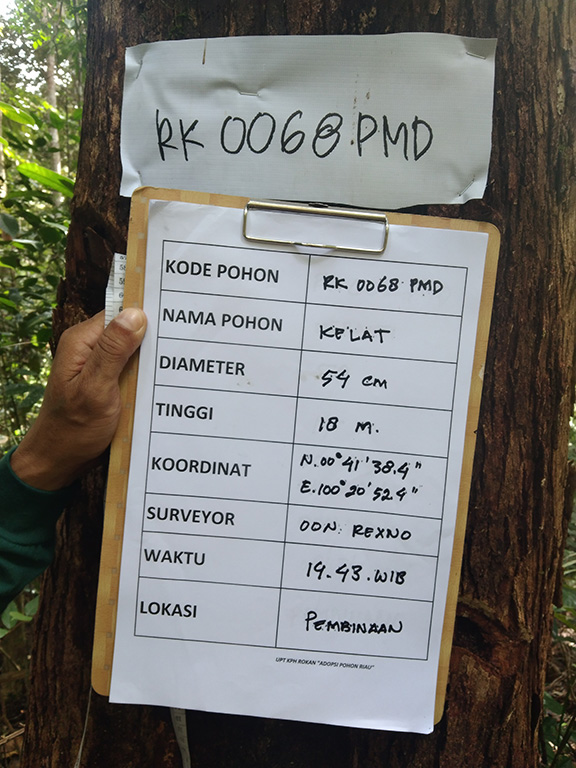 RK 0068.PMD
KODE POHON RK 0068 PMD
NAMA POHON KELAT
DIAMETER 54 CM
TINGGI 18 M.
KOORDINAT N.00°41'38.4"
E.100°20'52.4"
SURVEYOR OON. REXNO
WAKTU 14.43.WIB
LOKASI PEMBINAAN
UPT KPH ROKAN "ADOPSI POHON RIAU"